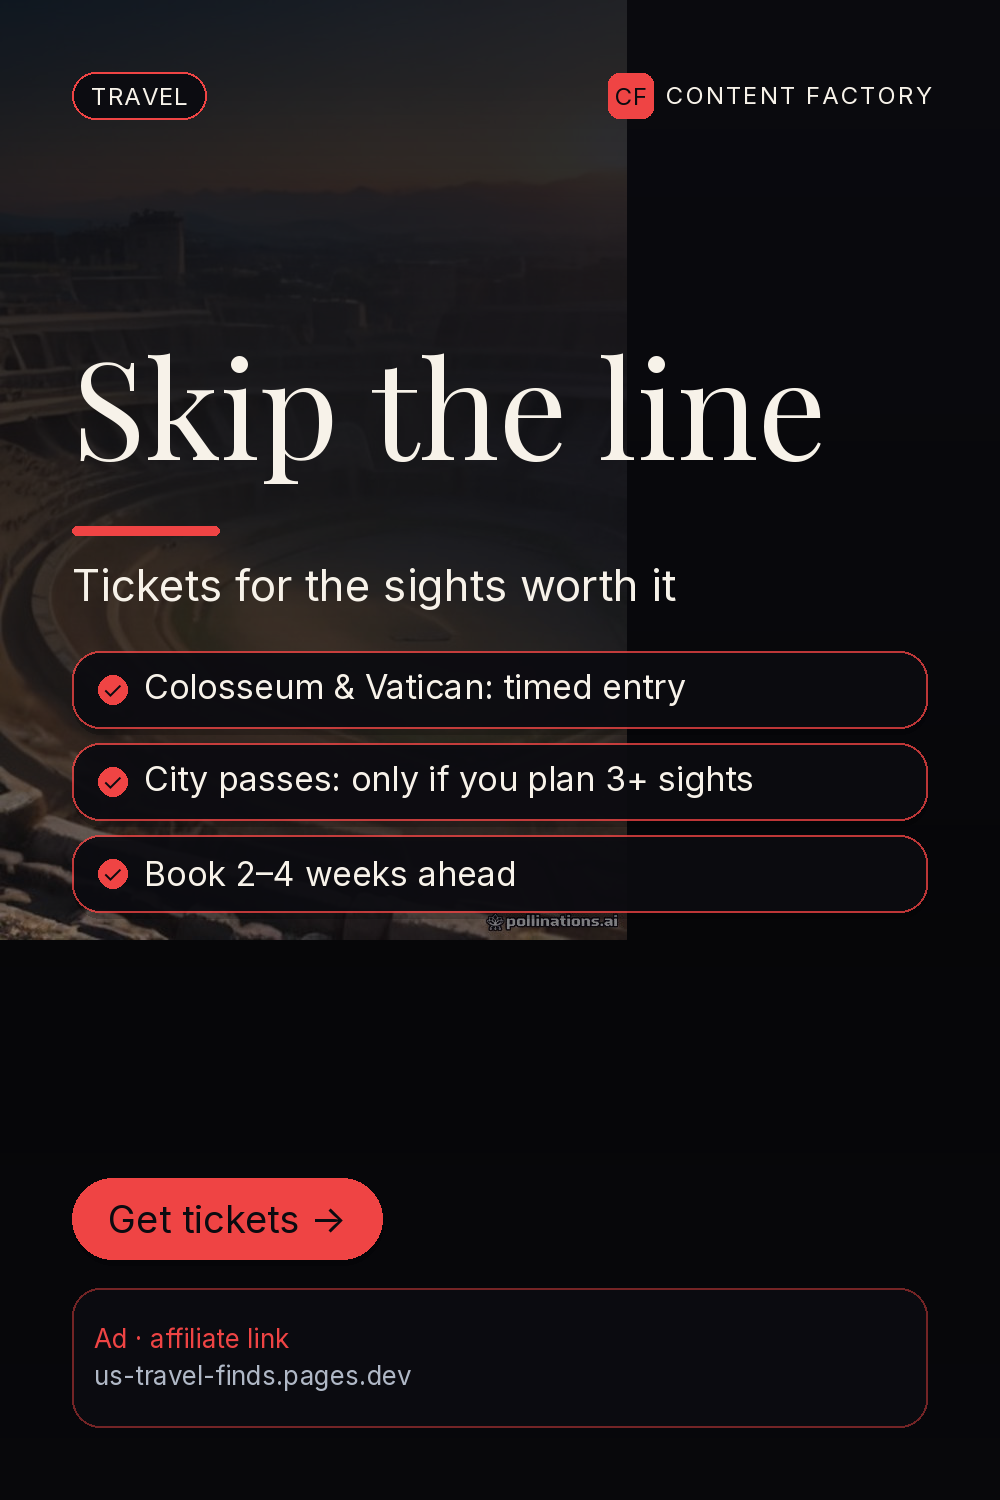 TRAVEL
CF CONTENT FACTORY
Skip the line
Tickets for the sights worth it
Colosseum & Vatican: timed entry
City passes: only if you plan 3+ sights
Book 2–4 weeks ahead
pollinations.ai
Get tickets →
Ad · affiliate link
us-travel-finds.pages.dev